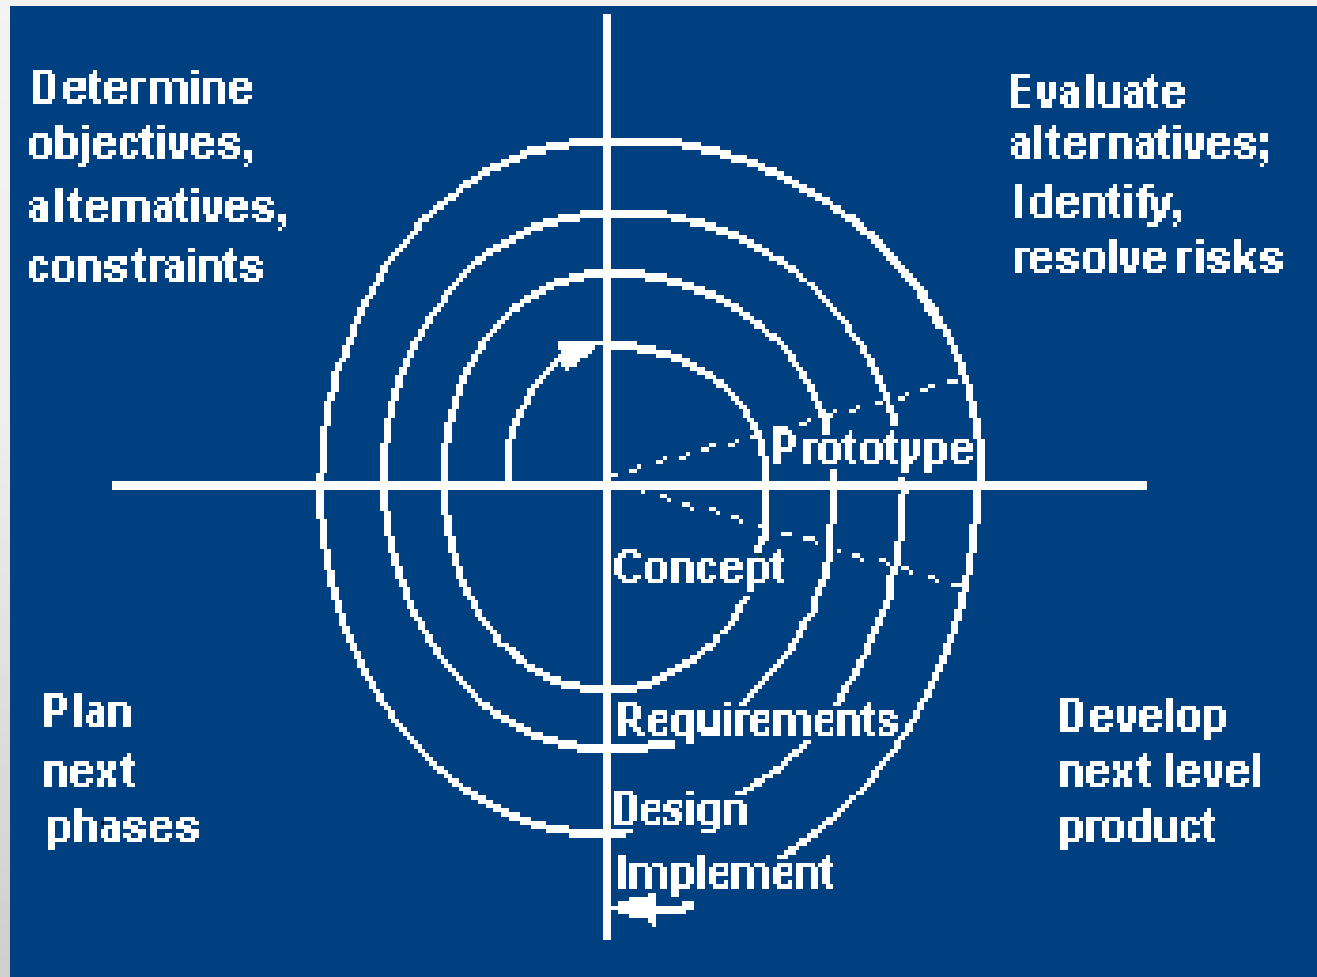 Determine
objectives,
alternatives,
constraints
Evaluate
alternatives;
Identify,
resolve risks
Prototype
Concept
Requirements
Design
Implement
Plan
next
phases
Develop
next level
product